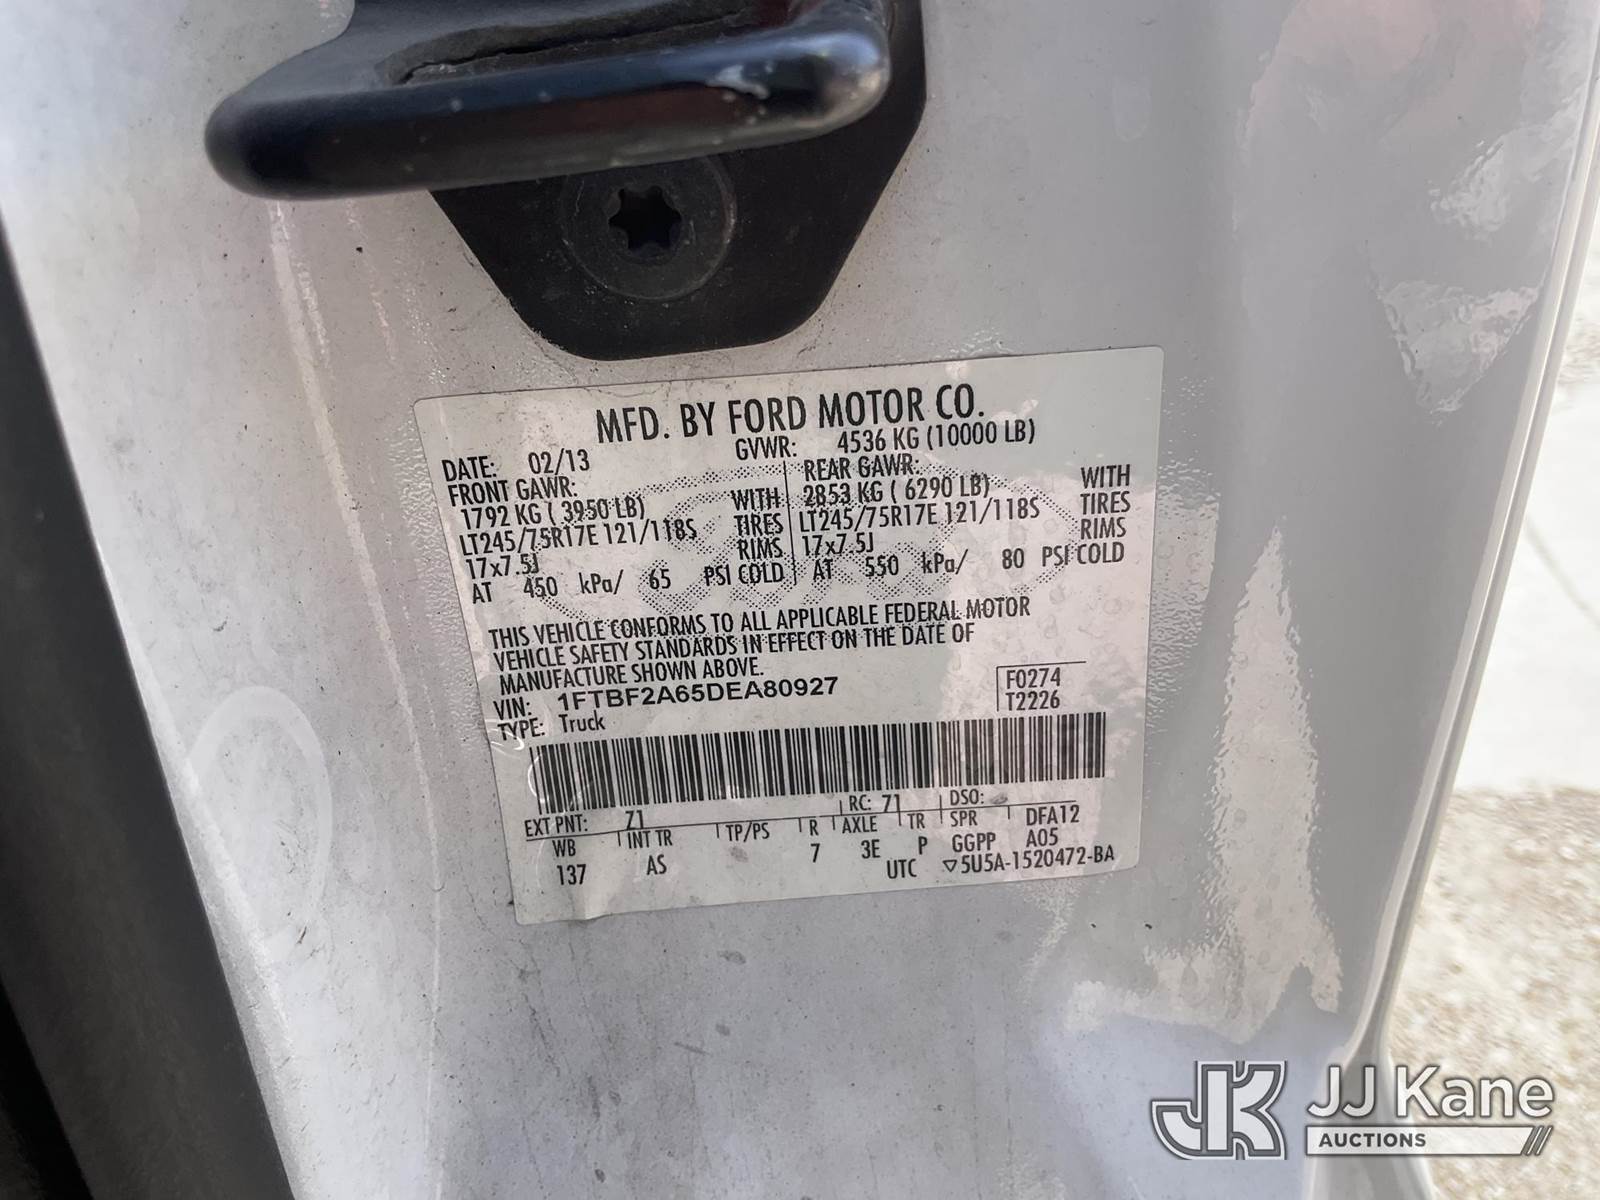 MFD. BY FORD MOTOR CO.
DATE: 02/13 GVWR: 4536 KG (10000 LB)
FRONT GAWR: REAR GAWR:
1792 KG ( 3950 LB) WITH 2853 KG ( 6290 LB) WITH
LT245/75R17E 121/118S TIRES LT245/75R17E 121/118S TIRES
17x7.5J RIMS 17x7.5J RIMS
AT 450 kPa/ 65 PSI COLD AT 550 kPa/ 80 PSI COLD
THIS VEHICLE CONFORMS TO ALL APPLICABLE FEDERAL MOTOR
VEHICLE SAFETY STANDARDS IN EFFECT ON THE DATE OF
MANUFACTURE SHOWN ABOVE.
VIN: 1FTBF2A65DEA80927 F0274
TYPE: Truck T2226
EXT PNT: Z1 RC: 71 DSO:
WB INT TR TP/PS R AXLE TR SPR DFA12
137 AS 7 3E P GGPP A05
UTC ▽5U5A-1520472-BA
JK JJ Kane
AUCTIONS